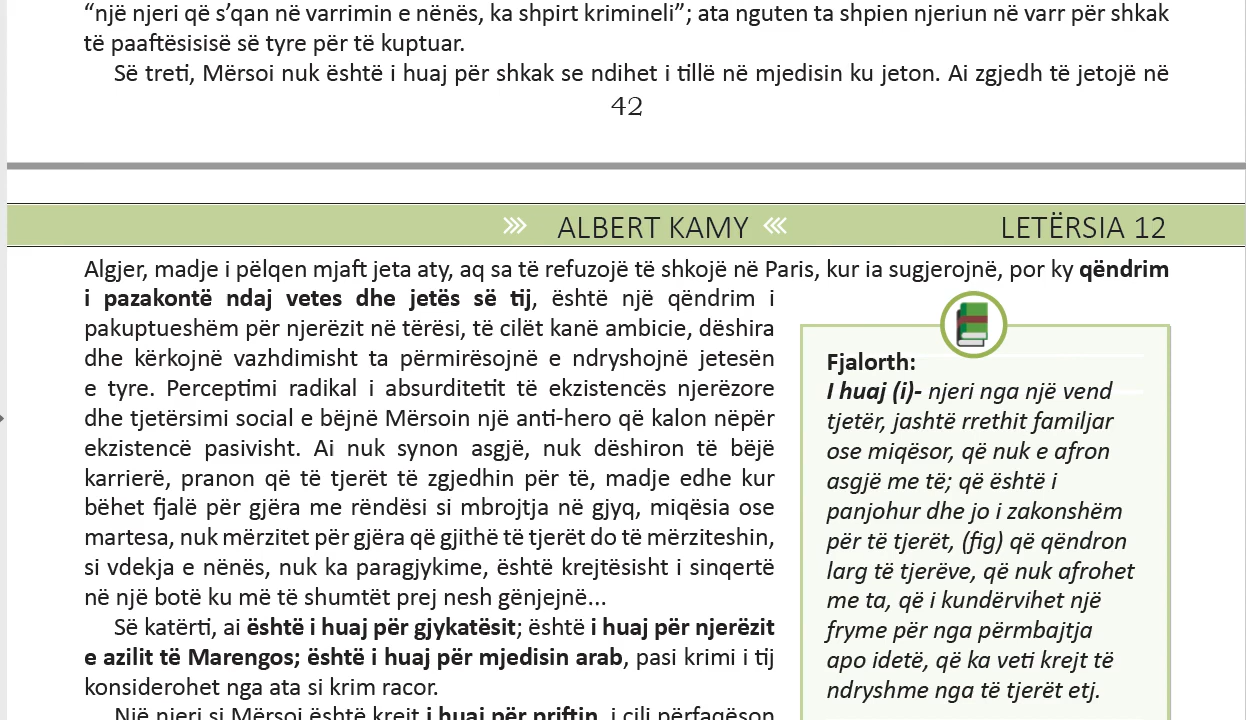 “një njeri që s’qan në varrimin e nënës, ka shpirt krimineli”; ata nguten ta shpien njeriun në varr për shkak
të paaftësisisë së tyre për të kuptuar.
Së treti, Mërsoi nuk është i huaj për shkak se ndihet i tillë në mjedisin ku jeton. Ai zgjedh të jetojë në
42
››› ALBERT KAMY ‹‹‹ LETËRSIA 12
Algjer, madje i pëlqen mjaft jeta aty, aq sa të refuzojë të shkojë në Paris, kur ia sugjerojnë, por ky qëndrim
i pazakontë ndaj vetes dhe jetës së tij, është një qëndrim i
pakuptueshëm për njerëzit në tërësi, të cilët kanë ambicie, dëshira
dhe kërkojnë vazhdimisht ta përmirësojnë e ndryshojnë jetesën
e tyre. Perceptimi radikal i absurditetit të ekzistencës njerëzore
dhe tjetërsimi social e bëjnë Mërsoin një anti-hero që kalon nëpër
ekzistencë pasivisht. Ai nuk synon asgjë, nuk dëshiron të bëjë
karrierë, pranon që të tjerët të zgjedhin për të, madje edhe kur
bëhet fjalë për gjëra me rëndësi si mbrojtja në gjyq, miqësia ose
martesa, nuk mërzitet për gjëra që gjithë të tjerët do të mërziteshin,
si vdekja e nënës, nuk ka paragjykime, është krejtësisht i sinqertë
në një botë ku më të shumtët prej nesh gënjejnë...
Së katërti, ai është i huaj për gjykatësit; është i huaj për njerëzit
e azilit të Marengos; është i huaj për mjedisin arab, pasi krimi i tij
konsiderohet nga ata si krim racor.
Një njeri si Mërsoi është krejt i huaj për priftin, i cili përfaqëson
Fjalorth:
I huaj (i)- njeri nga një vend
tjetër, jashtë rrethit familjar
ose miqësor, që nuk e afron
asgjë me të; që është i
panjohur dhe jo i zakonshëm
për të tjerët, (fig) që qëndron
larg të tjerëve, që nuk afrohet
me ta, që i kundërvihet një
fryme për nga përmbajtja
apo idetë, që ka veti krejt të
ndryshme nga të tjerët etj.